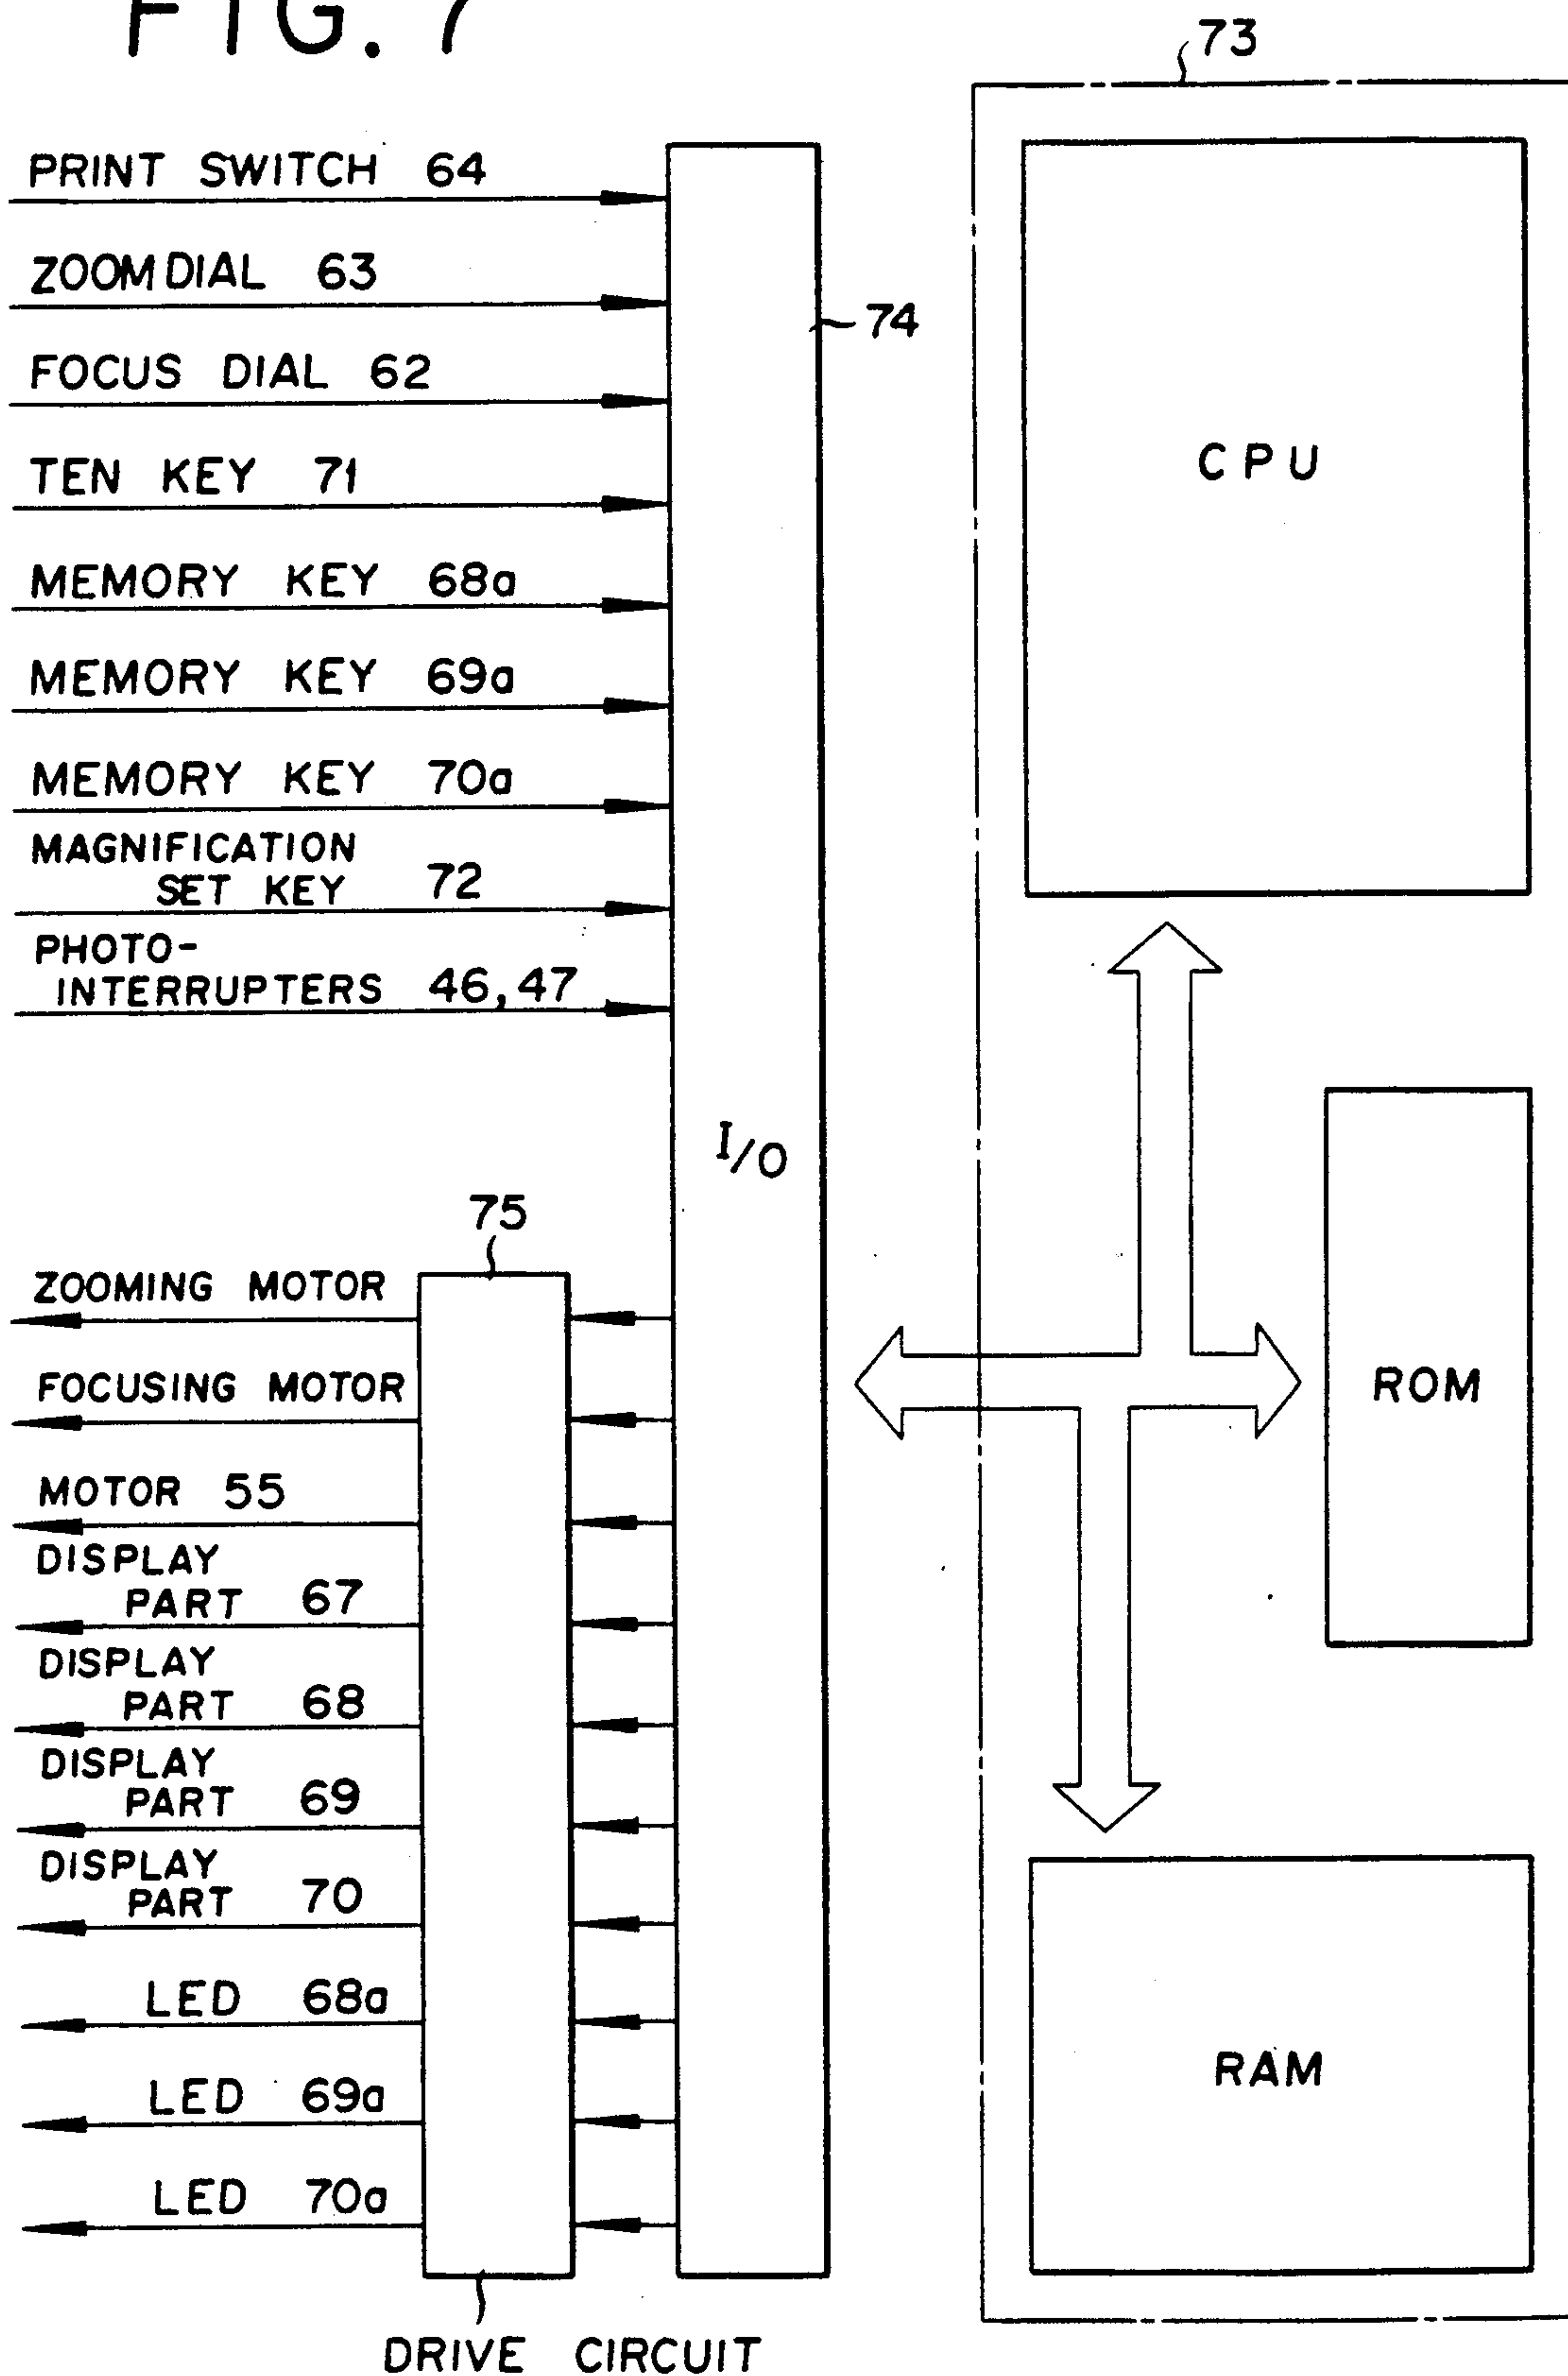 FIG. 7
73
PRINT SWITCH 64
ZOOM DIAL 63
74
FOCUS DIAL 62
TEN KEY 71
CPU
MEMORY KEY 68a
MEMORY KEY 69a
MEMORY KEY 70a
MAGNIFICATION
SET KEY 72
PHOTO-
INTERRUPTERS 46, 47
I/O
75
ZOOMING MOTOR
FOCUSING MOTOR
ROM
MOTOR 55
DISPLAY
PART 67
DISPLAY
PART 68
DISPLAY
PART 69
DISPLAY
PART 70
LED 68a
RAM
LED 69a
LED 70a
DRIVE CIRCUIT